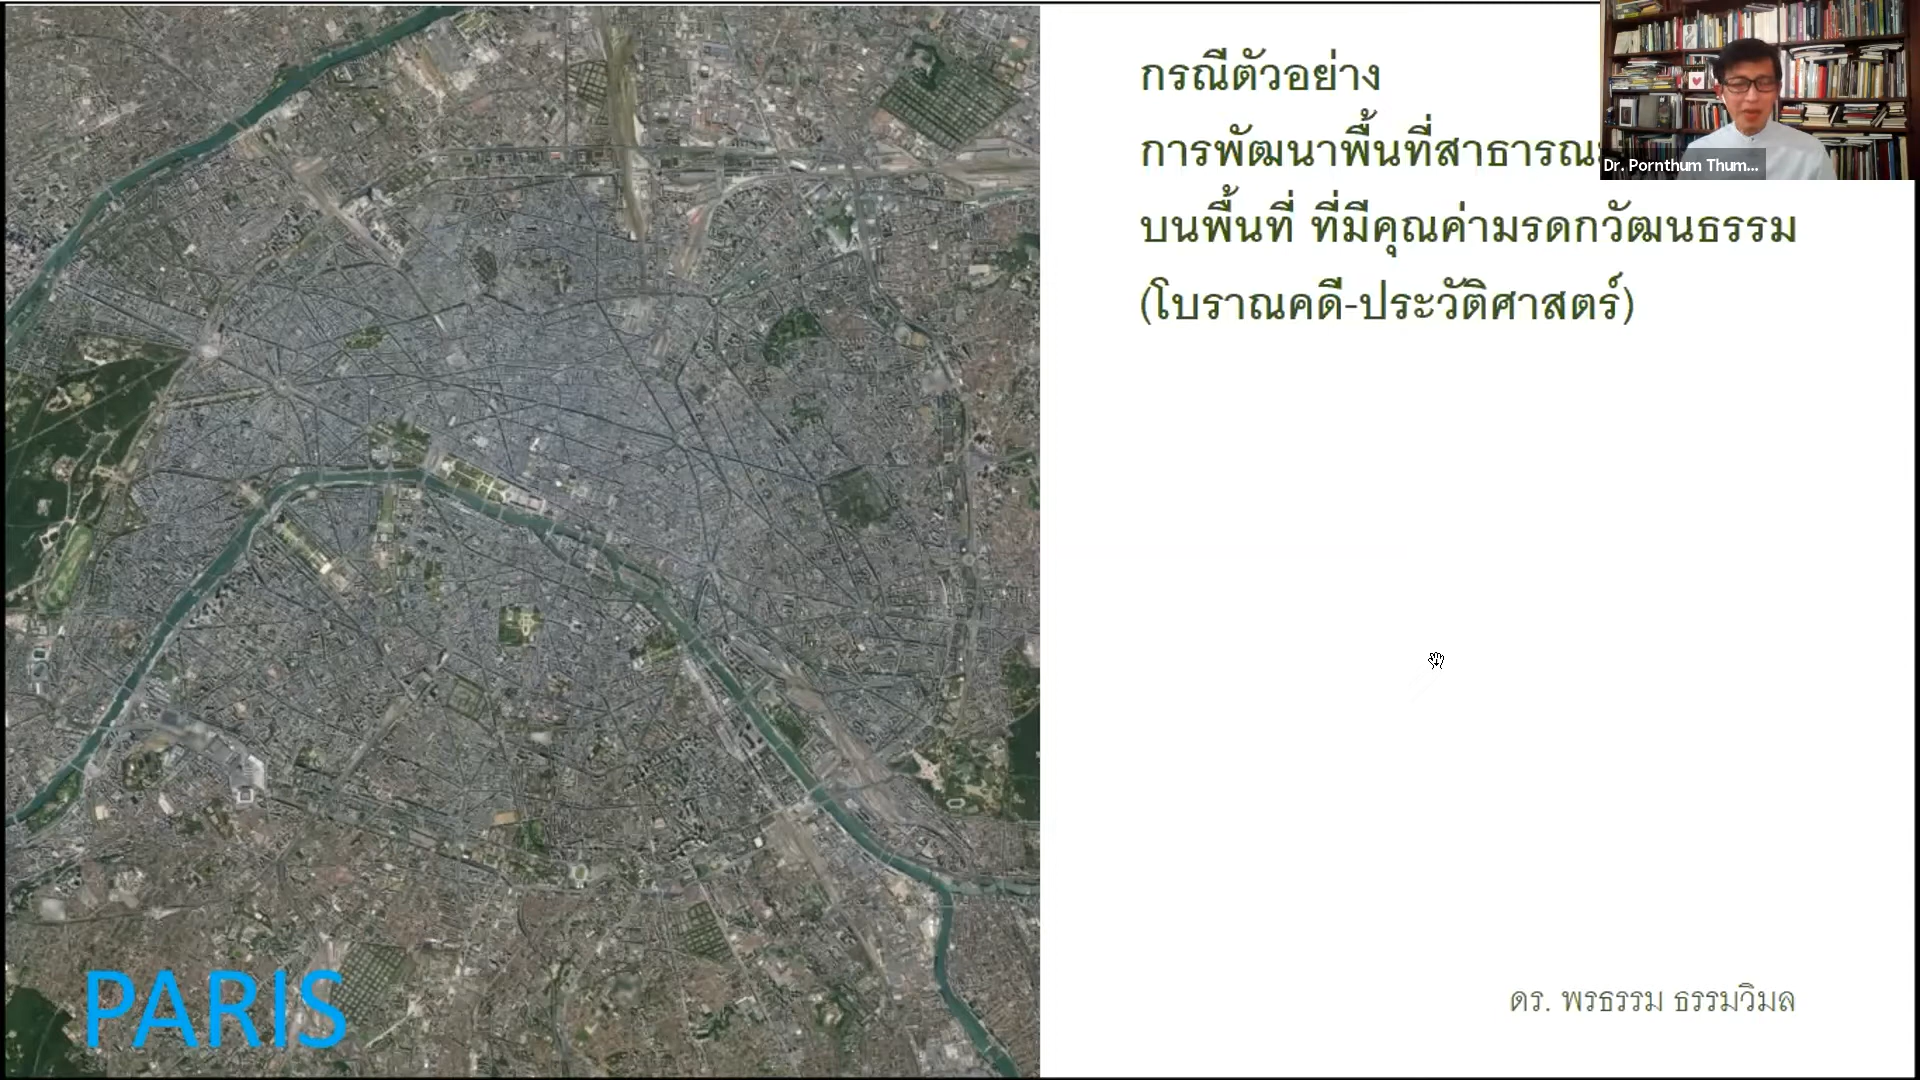 กรณีตัวอย่าง
การพัฒนาพื้นที่สาธารณะ
บนพื้นที่ ที่มีคุณค่ามรดกวัฒนธรรม
(โบราณคดี-ประวัติศาสตร์)
Dr. Pornthum Thum...
PARIS
ดร. พรธรรม ธรรมวิมล